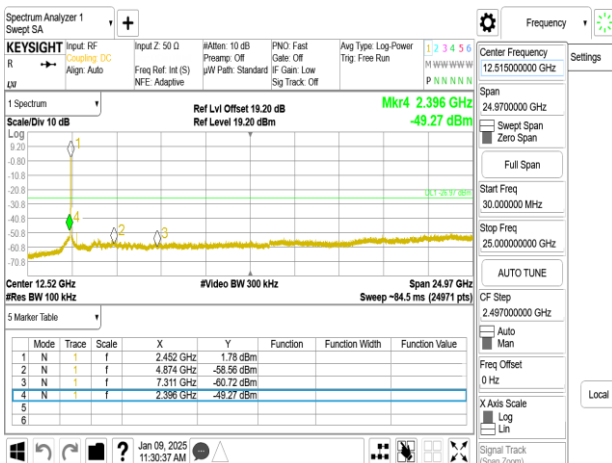 Spectrum Analyzer 1
Swept SA
Frequency
KEYSIGHT Input: RF Input Z: 50 Ω #Atten: 10 dB PNO: Fast Avg Type: Log-Power 1 2 3 4 5 6
R Coupling: DC Preamp: Off Gate: Off Trig: Free Run M W W W W W
Align: Auto Freq Ref: Int (S) µW Path: Standard IF Gain: Low
LXI NFE: Adaptive Sig Track: Off P N N N N N
1 Spectrum Ref Lvl Offset 19.20 dB Mkr4 2.396 GHz
Scale/Div 10 dB Ref Level 19.20 dBm -49.27 dBm
Log
9.20
-0.80
-10.8
-20.8
DL1 -26.97 dBm
-30.8
-40.8
-50.8
-60.8
-70.8
1
4
2
3
Center 12.52 GHz #Video BW 300 kHz Span 24.97 GHz
#Res BW 100 kHz Sweep ~84.5 ms (24971 pts)
5 Marker Table
Mode Trace Scale X Y Function Function Width Function Value
1 N 1 f 2.452 GHz 1.78 dBm
2 N 1 f 4.874 GHz -58.56 dBm
3 N 1 f 7.311 GHz -60.72 dBm
4 N 1 f 2.396 GHz -49.27 dBm
5
6
Jan 09, 2025
11:30:37 AM
Center Frequency
12.515000000 GHz
Settings
Span
24.9700000 GHz
Swept Span
Zero Span
Full Span
Start Freq
30.000000 MHz
Stop Freq
25.000000000 GHz
AUTO TUNE
CF Step
2.497000000 GHz
Auto
Man
Freq Offset
0 Hz
Local
X Axis Scale
Log
Lin
Signal Track
(Span Zoom)